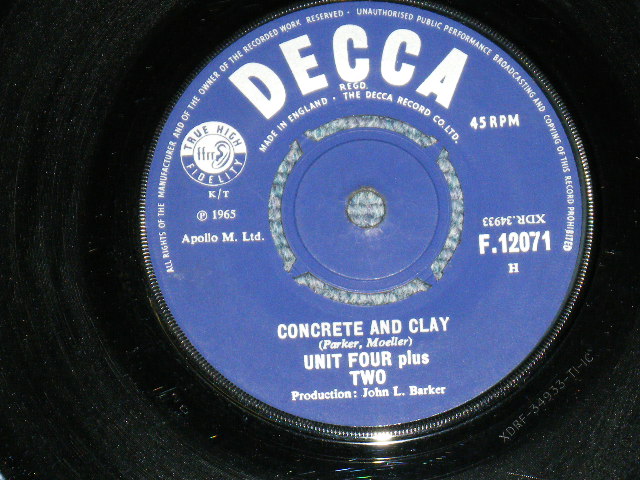 ALL RIGHTS OF THE MANUFACTURER AND OF THE OWNER OF THE RECORDED WORK RESERVED · UNAUTHORISED PUBLIC PERFORMANCE BROADCASTING AND COPYING OF THIS RECORD PROHIBITED
DECCA
REGD.
MADE IN ENGLAND · THE DECCA RECORD CO. LTD.
45 RPM
TRUE HIGH
ffrr
FIDELITY
K/T
℗ 1965
Apollo M. Ltd.
XDR.34933
F.12071
H
CONCRETE AND CLAY
(Parker, Moeller)
UNIT FOUR plus
TWO
Production: John L. Barker
XDRF-34933-T1-1C